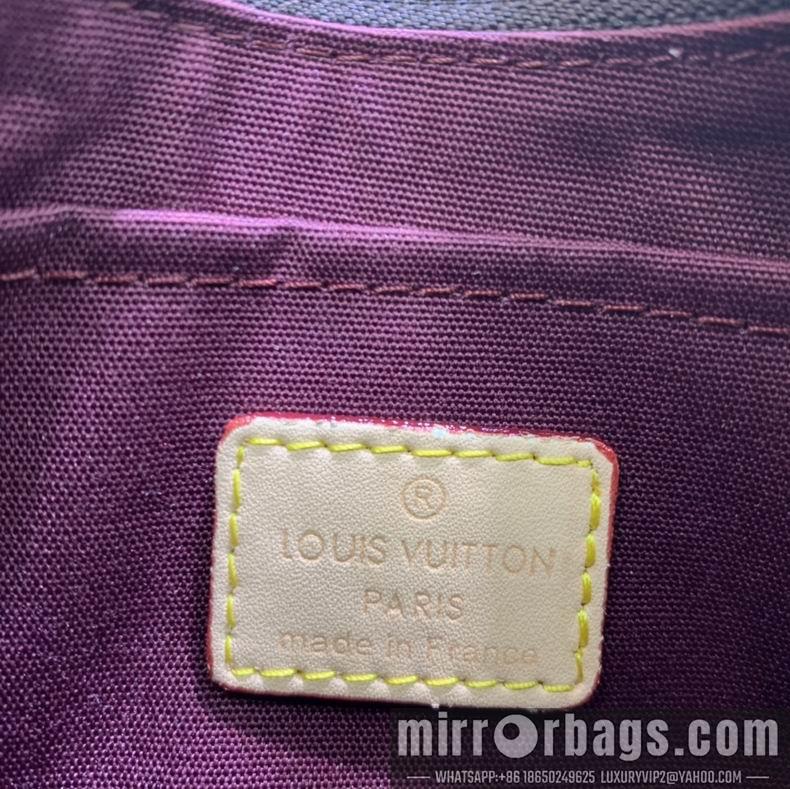 ®
LOUIS VUITTON
PARIS
made in France
mirrorbags.com
WHATSAPP:+86 18650249625 LUXURYVIP2@YAHOO.COM